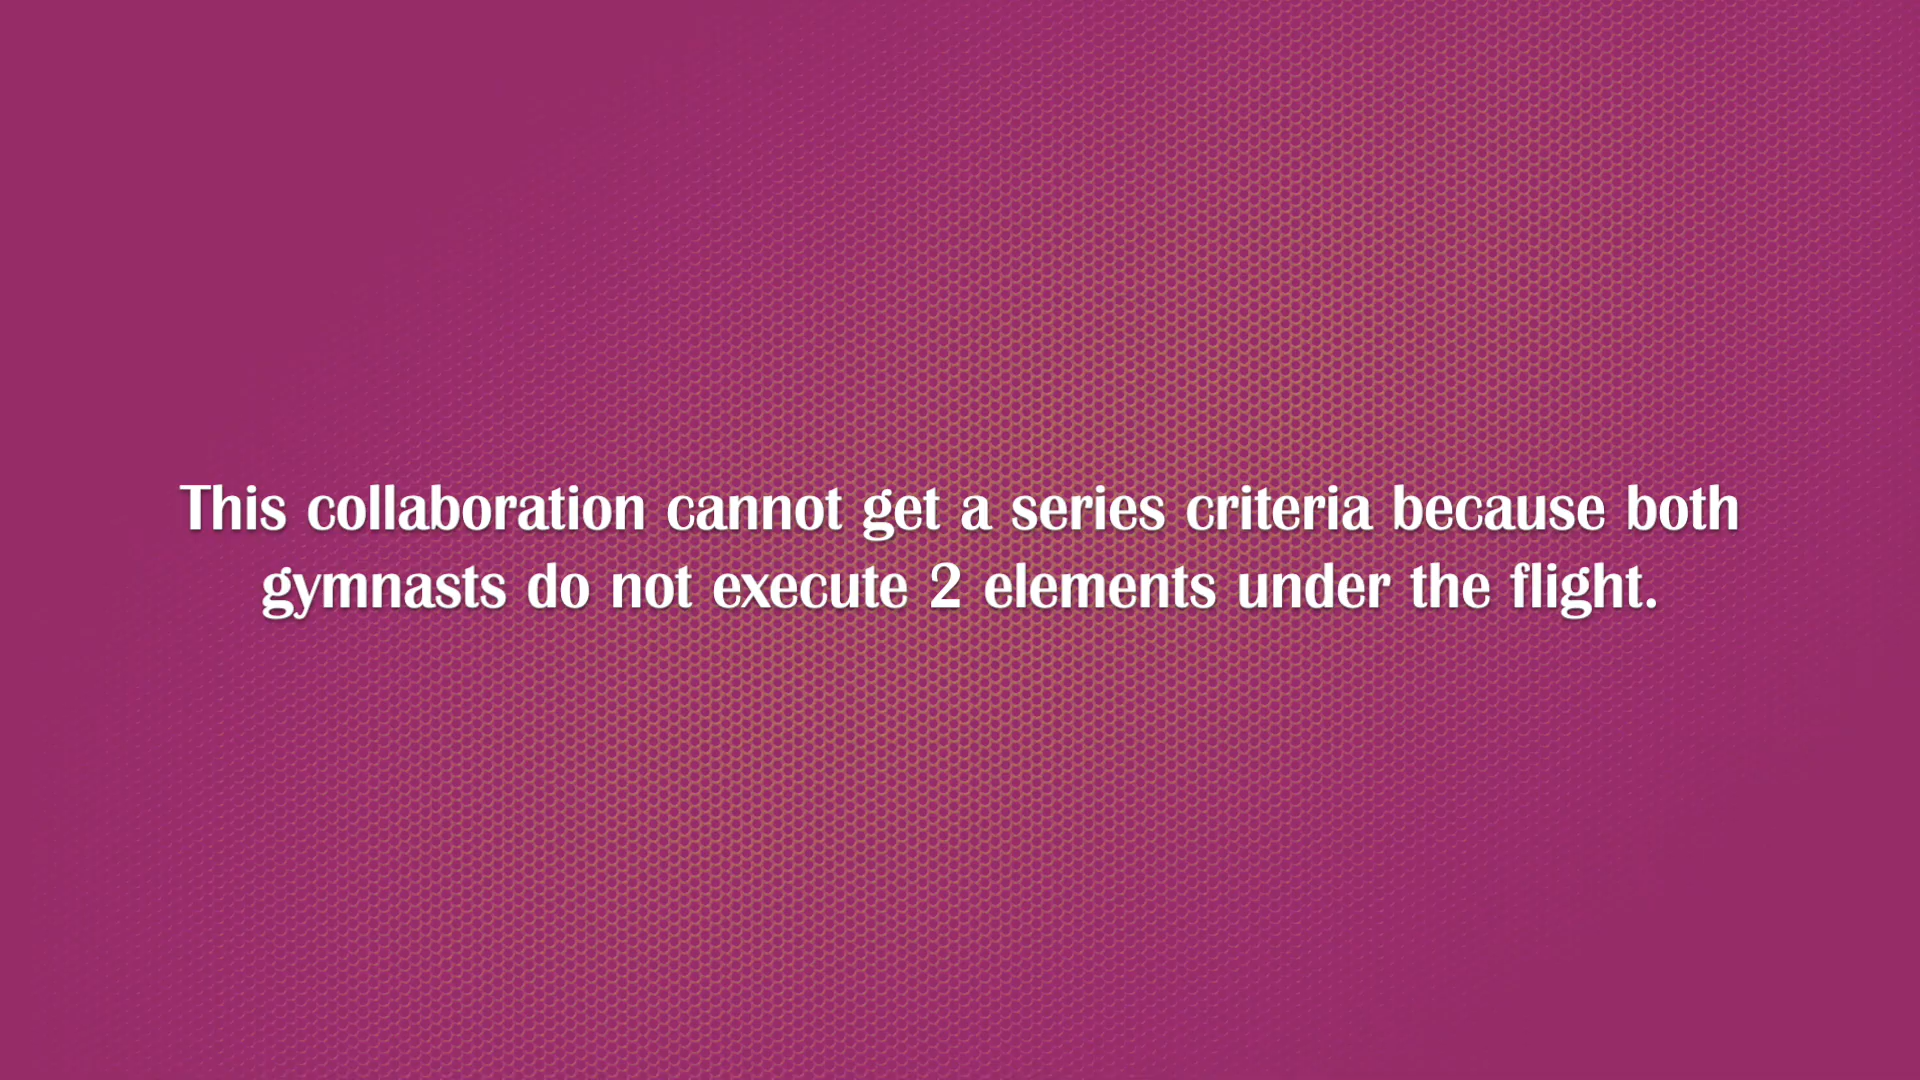 This collaboration cannot get a series criteria because both
gymnasts do not execute 2 elements under the flight.